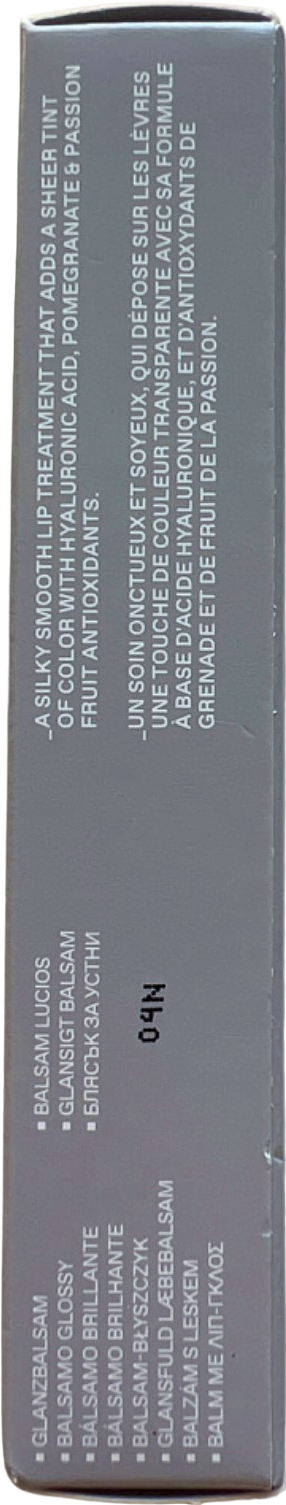 ▪ GLANZBALSAM
▪ BALSAMO GLOSSY
▪ BÁLSAMO BRILLANTE
▪ BÁLSAMO BRILHANTE
▪ BALSAM-BŁYSZCZYK
▪ GLANSFULD LÆBEBALSAM
▪ BALZÁM S LESKEM
▪ BALM ΜΕ ΛΙΠ-ΓΚΛΟΣ
▪ BALSAM LUCIOS
▪ GLANSIGT BALSAM
▪ БЛЯСЪК ЗА УСТНИ
04N
_A SILKY SMOOTH LIP TREATMENT THAT ADDS A SHEER TINT
OF COLOR WITH HYALURONIC ACID, POMEGRANATE & PASSION
FRUIT ANTIOXIDANTS.
_UN SOIN ONCTUEUX ET SOYEUX, QUI DÉPOSE SUR LES LÈVRES
UNE TOUCHE DE COULEUR TRANSPARENTE AVEC SA FORMULE
À BASE D'ACIDE HYALURONIQUE, ET D'ANTIOXYDANTS DE
GRENADE ET DE FRUIT DE LA PASSION.